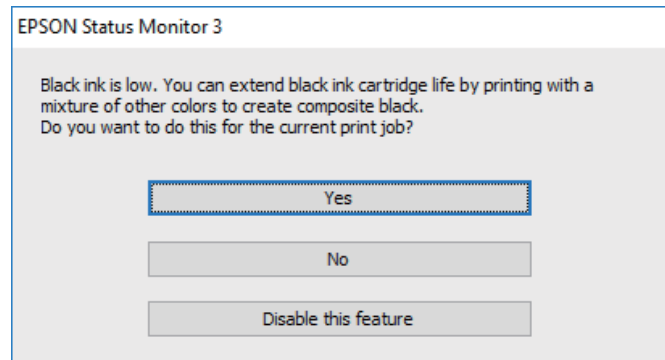 EPSON Status Monitor 3
Black ink is low. You can extend black ink cartridge life by printing with a
mixture of other colors to create composite black.
Do you want to do this for the current print job?
Yes
No
Disable this feature